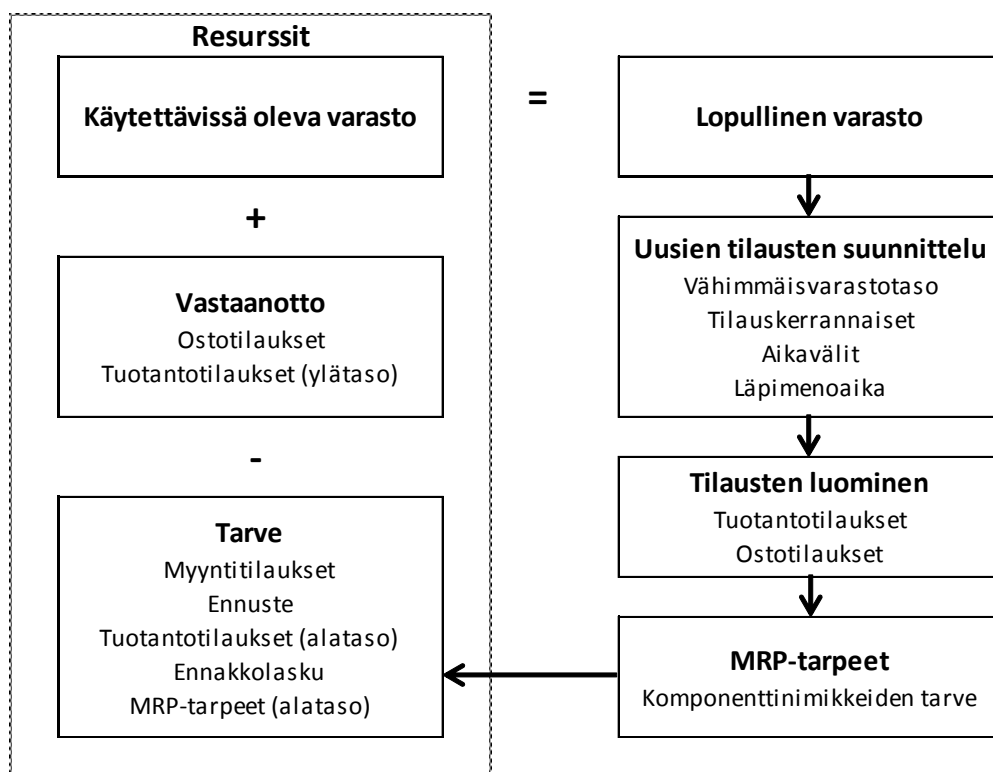 Resurssit
Käytettävissä oleva varasto
+
Vastaanotto
Ostotilaukset
Tuotantotilaukset (ylätaso)
-
Tarve
Myyntitilaukset
Ennuste
Tuotantotilaukset (alataso)
Ennakkolasku
MRP-tarpeet (alataso)
=
Lopullinen varasto
Uusien tilausten suunnittelu
Vähimmäisvarastotaso
Tilauskerrannaiset
Aikavälit
Läpimenoaika
Tilausten luominen
Tuotantotilaukset
Ostotilaukset
MRP-tarpeet
Komponenttinimikkeiden tarve